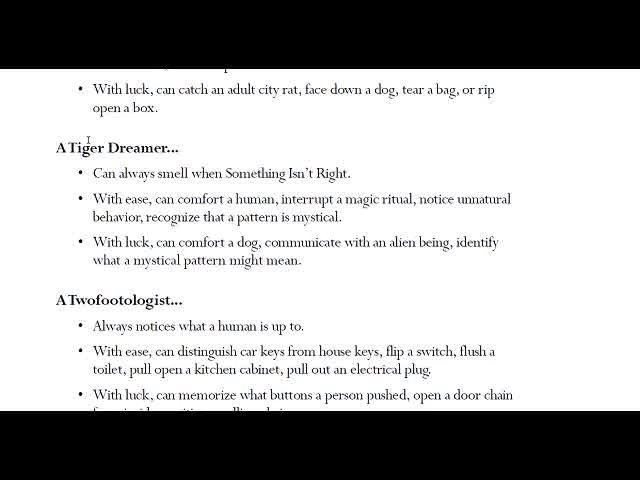 • With luck, can catch an adult city rat, face down a dog, tear a bag, or rip
open a box.
A Tiger Dreamer...
• Can always smell when Something Isn't Right.
• With ease, can comfort a human, interrupt a magic ritual, notice unnatural
behavior, recognize that a pattern is mystical.
• With luck, can comfort a dog, communicate with an alien being, identify
what a mystical pattern might mean.
A Twofootologist...
• Always notices what a human is up to.
• With ease, can distinguish car keys from house keys, flip a switch, flush a
toilet, pull open a kitchen cabinet, pull out an electrical plug.
• With luck, can memorize what buttons a person pushed, open a door chain